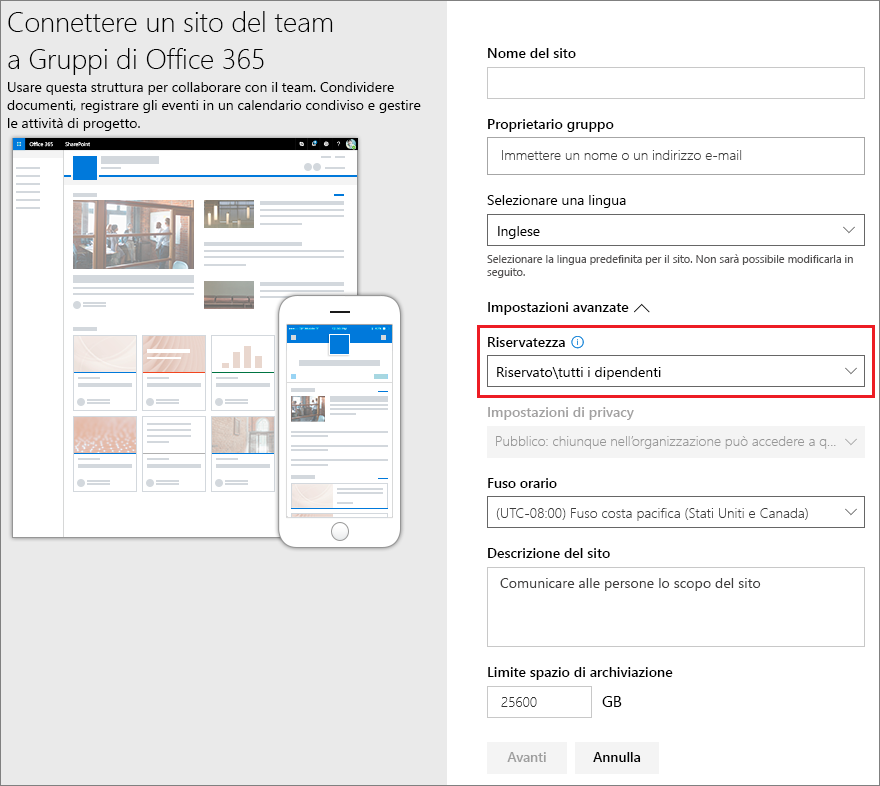 Connettere un sito del team
a Gruppi di Office 365
Usare questa struttura per collaborare con il team. Condividere
documenti, registrare gli eventi in un calendario condiviso e gestire
le attività di progetto.
Office 365 SharePoint
Nome del sito
Proprietario gruppo
Immettere un nome o un indirizzo e-mail
Selezionare una lingua
Inglese
Selezionare la lingua predefinita per il sito. Non sarà possibile modificarla in
seguito.
Impostazioni avanzate
Riservatezza
Riservato\tutti i dipendenti
Impostazioni di privacy
Pubblico: chiunque nell'organizzazione può accedere a q...
Fuso orario
(UTC-08:00) Fuso costa pacifica (Stati Uniti e Canada)
Descrizione del sito
Comunicare alle persone lo scopo del sito
Limite spazio di archiviazione
25600 GB
Avanti Annulla